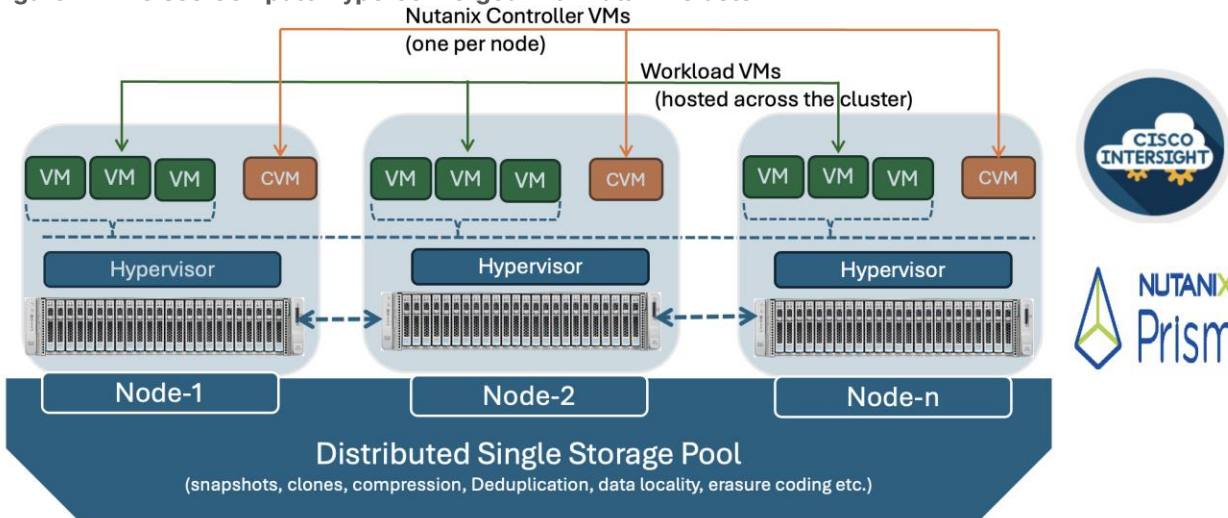 Nutanix Controller VMs
(one per node)
Workload VMs
(hosted across the cluster)
VM VM VM CVM
VM VM VM CVM
VM VM VM CVM
Hypervisor
Hypervisor
Hypervisor
Node-1
Node-2
Node-n
Distributed Single Storage Pool
(snapshots, clones, compression, Deduplication, data locality, erasure coding etc.)
CISCO
INTERSIGHT
NUTANIX
Prism